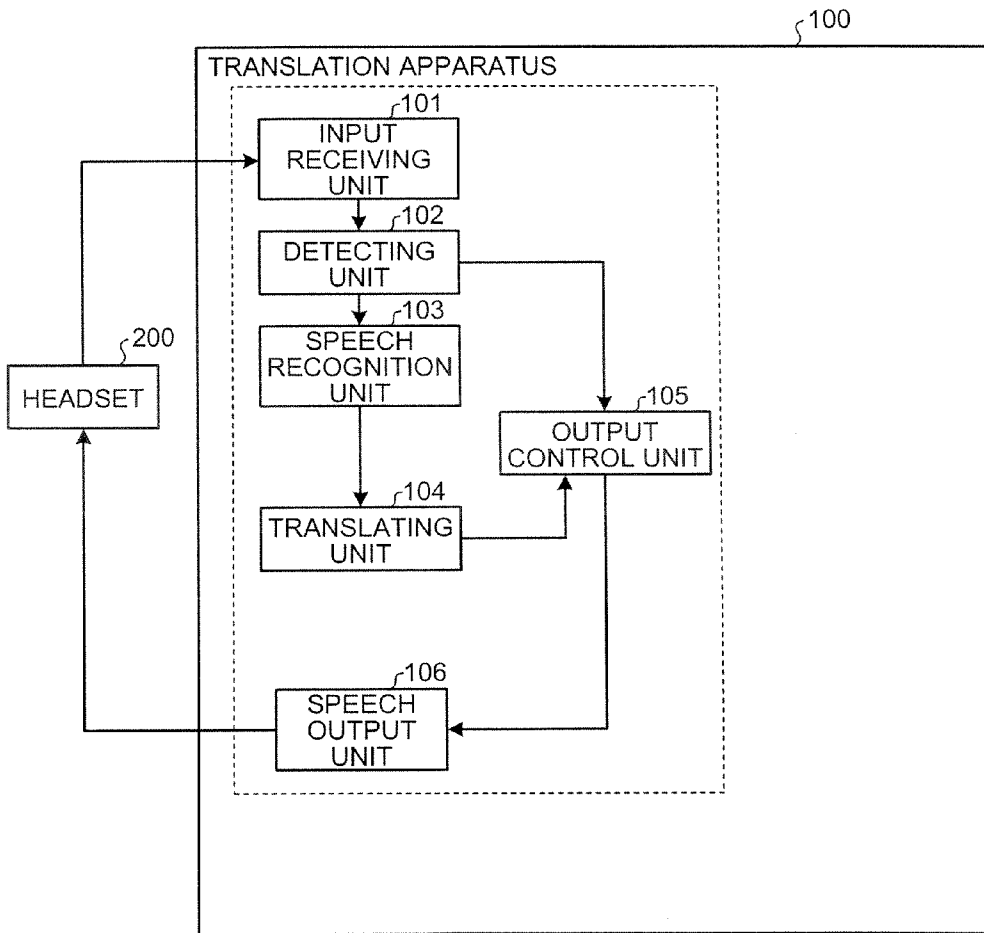 100
TRANSLATION APPARATUS
101
INPUT
RECEIVING
UNIT
102
DETECTING
UNIT
103
SPEECH
RECOGNITION
UNIT
200
HEADSET
105
OUTPUT
CONTROL UNIT
104
TRANSLATING
UNIT
106
SPEECH
OUTPUT
UNIT